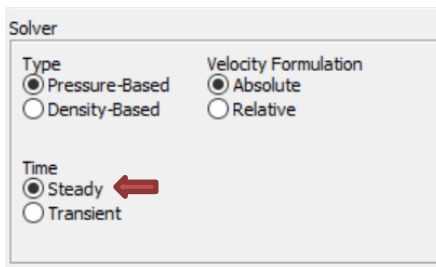 Solver
Type
Velocity Formulation
Pressure-Based
Absolute
Density-Based
Relative
Time
Steady
Transient